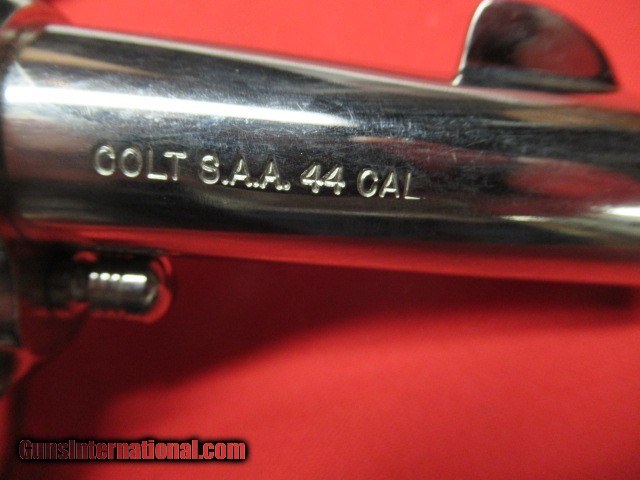 COLT S.A.A. 44 CAL
GunsInternational.com